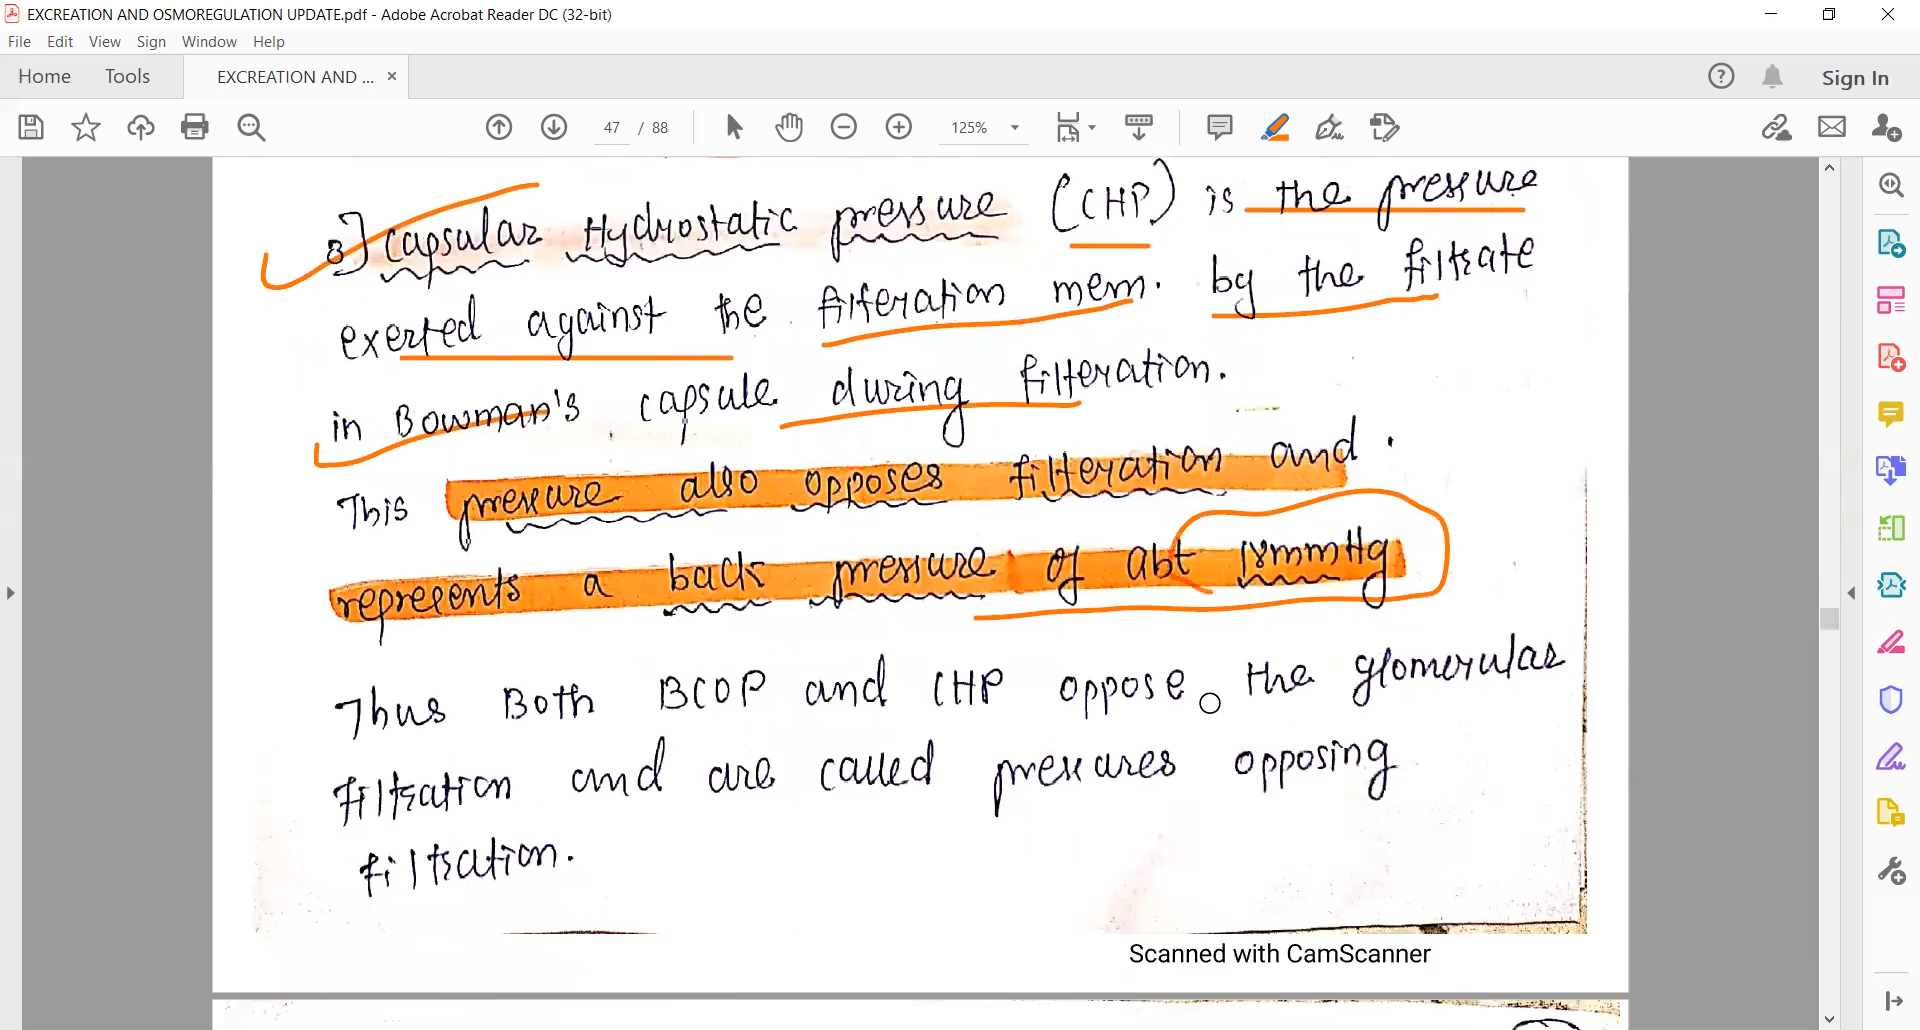 EXCREATION AND OSMOREGULATION UPDATE.pdf - Adobe Acrobat Reader DC (32-bit)
File Edit View Sign Window Help
Home Tools EXCREATION AND ... × Sign In
47 / 88 125%
3] Capsular Hydrostatic pressure (CHP) is the pressure
exerted against the filteration mem. by the filtrate
in Bowman's capsule during filteration.
This pressure also opposes filteration and
represents a back pressure of abt mmHg
Thus Both BCOP and CHP oppose the glomerular
filtration and are called pressures opposing
filtration.
Scanned with CamScanner